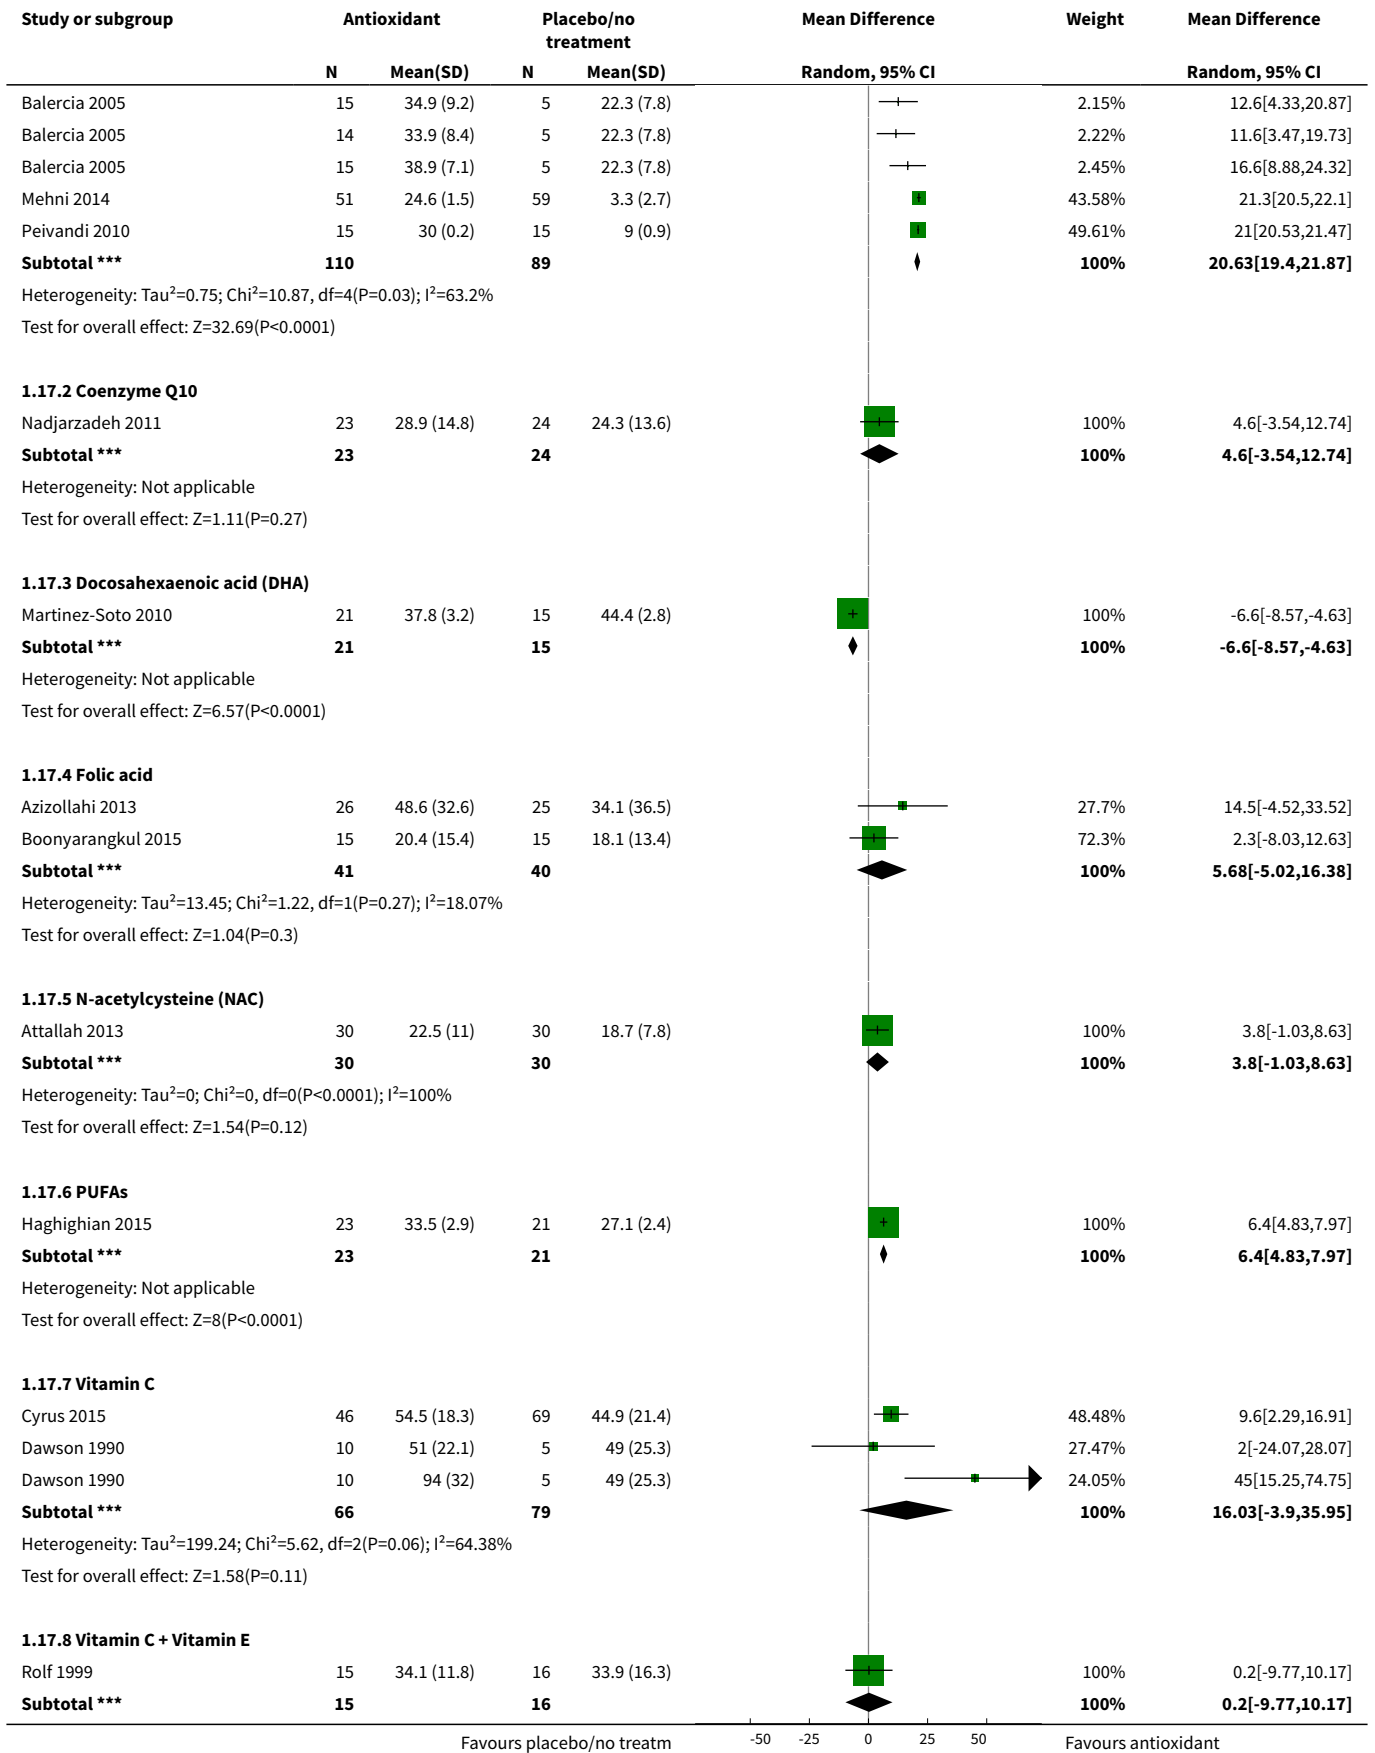 Study or subgroup Antioxidant Placebo/no treatment Mean Difference Weight Mean Difference
N Mean(SD) N Mean(SD) Random, 95% CI Random, 95% CI
Balercia 2005 15 34.9 (9.2) 5 22.3 (7.8) 2.15% 12.6[4.33,20.87]
Balercia 2005 14 33.9 (8.4) 5 22.3 (7.8) 2.22% 11.6[3.47,19.73]
Balercia 2005 15 38.9 (7.1) 5 22.3 (7.8) 2.45% 16.6[8.88,24.32]
Mehni 2014 51 24.6 (1.5) 59 3.3 (2.7) 43.58% 21.3[20.5,22.1]
Peivandi 2010 15 30 (0.2) 15 9 (0.9) 49.61% 21[20.53,21.47]
Subtotal *** 110 89 100% 20.63[19.4,21.87]
Heterogeneity: Tau²=0.75; Chi²=10.87, df=4(P=0.03); I²=63.2%
Test for overall effect: Z=32.69(P<0.0001)
1.17.2 Coenzyme Q10
Nadjarzadeh 2011 23 28.9 (14.8) 24 24.3 (13.6) 100% 4.6[-3.54,12.74]
Subtotal *** 23 24 100% 4.6[-3.54,12.74]
Heterogeneity: Not applicable
Test for overall effect: Z=1.11(P=0.27)
1.17.3 Docosahexaenoic acid (DHA)
Martinez-Soto 2010 21 37.8 (3.2) 15 44.4 (2.8) 100% -6.6[-8.57,-4.63]
Subtotal *** 21 15 100% -6.6[-8.57,-4.63]
Heterogeneity: Not applicable
Test for overall effect: Z=6.57(P<0.0001)
1.17.4 Folic acid
Azizollahi 2013 26 48.6 (32.6) 25 34.1 (36.5) 27.7% 14.5[-4.52,33.52]
Boonyarangkul 2015 15 20.4 (15.4) 15 18.1 (13.4) 72.3% 2.3[-8.03,12.63]
Subtotal *** 41 40 100% 5.68[-5.02,16.38]
Heterogeneity: Tau²=13.45; Chi²=1.22, df=1(P=0.27); I²=18.07%
Test for overall effect: Z=1.04(P=0.3)
1.17.5 N-acetylcysteine (NAC)
Attallah 2013 30 22.5 (11) 30 18.7 (7.8) 100% 3.8[-1.03,8.63]
Subtotal *** 30 30 100% 3.8[-1.03,8.63]
Heterogeneity: Tau²=0; Chi²=0, df=0(P<0.0001); I²=100%
Test for overall effect: Z=1.54(P=0.12)
1.17.6 PUFAs
Haghighian 2015 23 33.5 (2.9) 21 27.1 (2.4) 100% 6.4[4.83,7.97]
Subtotal *** 23 21 100% 6.4[4.83,7.97]
Heterogeneity: Not applicable
Test for overall effect: Z=8(P<0.0001)
1.17.7 Vitamin C
Cyrus 2015 46 54.5 (18.3) 69 44.9 (21.4) 48.48% 9.6[2.29,16.91]
Dawson 1990 10 51 (22.1) 5 49 (25.3) 27.47% 2[-24.07,28.07]
Dawson 1990 10 94 (32) 5 49 (25.3) 24.05% 45[15.25,74.75]
Subtotal *** 66 79 100% 16.03[-3.9,35.95]
Heterogeneity: Tau²=199.24; Chi²=5.62, df=2(P=0.06); I²=64.38%
Test for overall effect: Z=1.58(P=0.11)
1.17.8 Vitamin C + Vitamin E
Rolf 1999 15 34.1 (11.8) 16 33.9 (16.3) 100% 0.2[-9.77,10.17]
Subtotal *** 15 16 100% 0.2[-9.77,10.17]
Favours placebo/no treatm -50 -25 0 25 50 Favours antioxidant